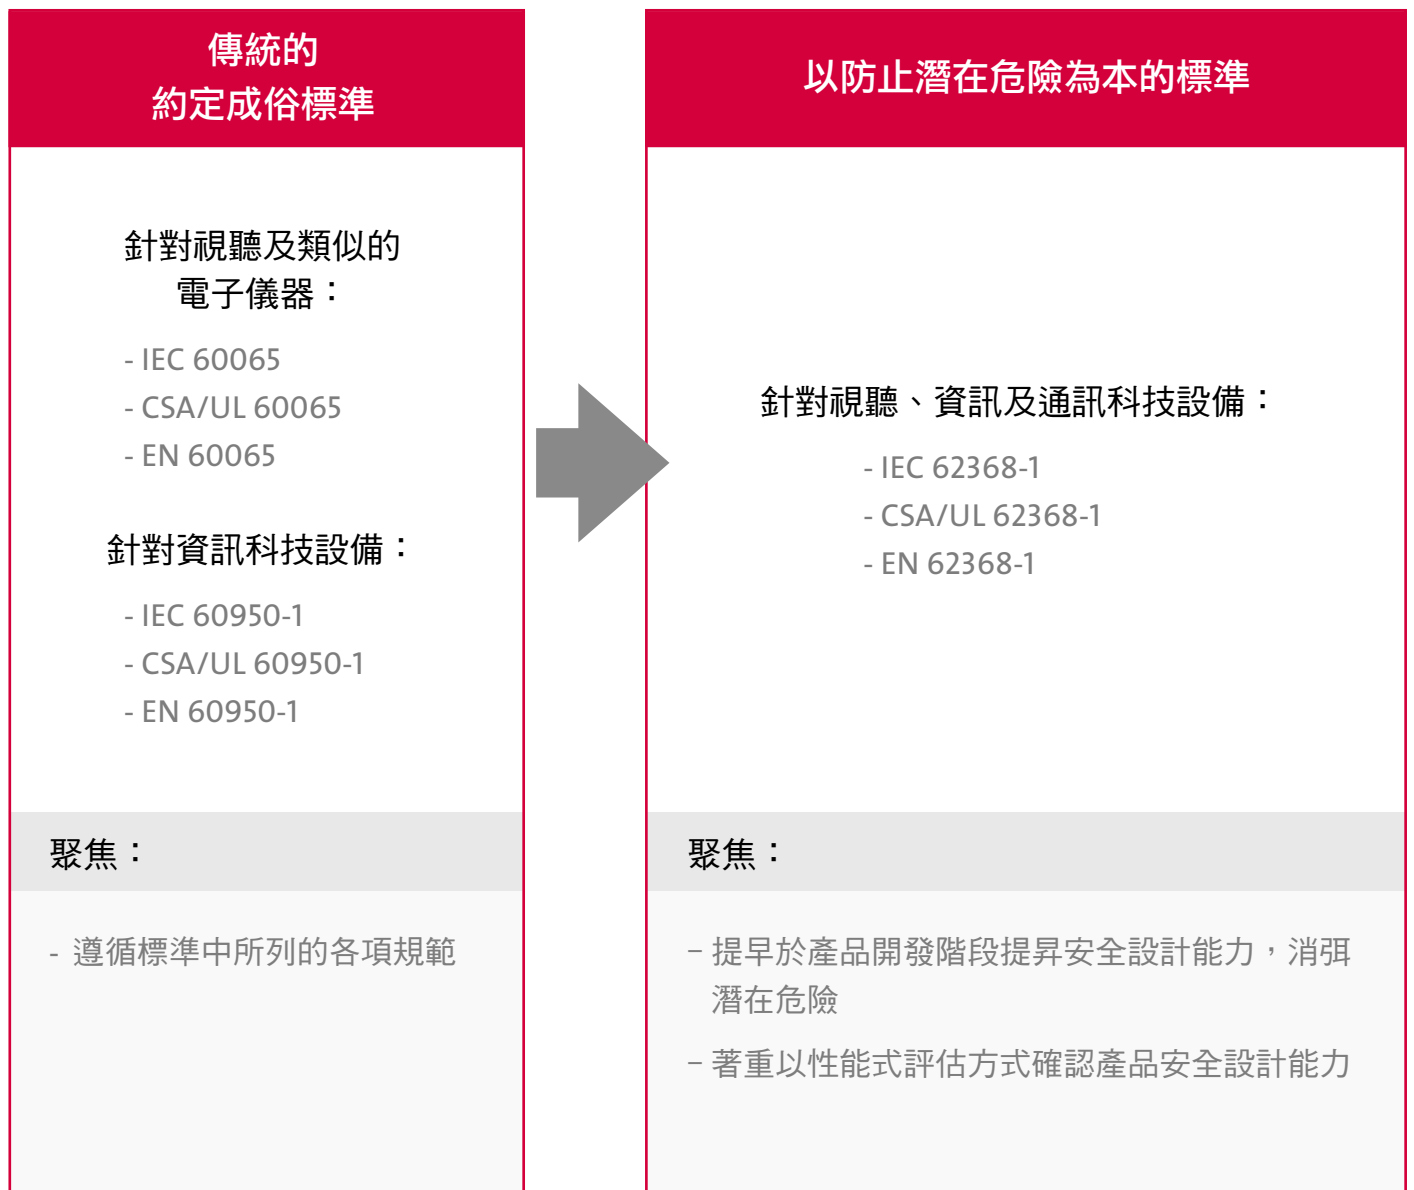 傳統的
約定成俗標準
針對視聽及類似的
電子儀器：
- IEC 60065
- CSA/UL 60065
- EN 60065
針對資訊科技設備：
- IEC 60950-1
- CSA/UL 60950-1
- EN 60950-1
聚焦：
- 遵循標準中所列的各項規範
以防止潛在危險為本的標準
針對視聽、資訊及通訊科技設備：
- IEC 62368-1
- CSA/UL 62368-1
- EN 62368-1
聚焦：
– 提早於產品開發階段提昇安全設計能力，消弭
潛在危險
– 著重以性能式評估方式確認產品安全設計能力